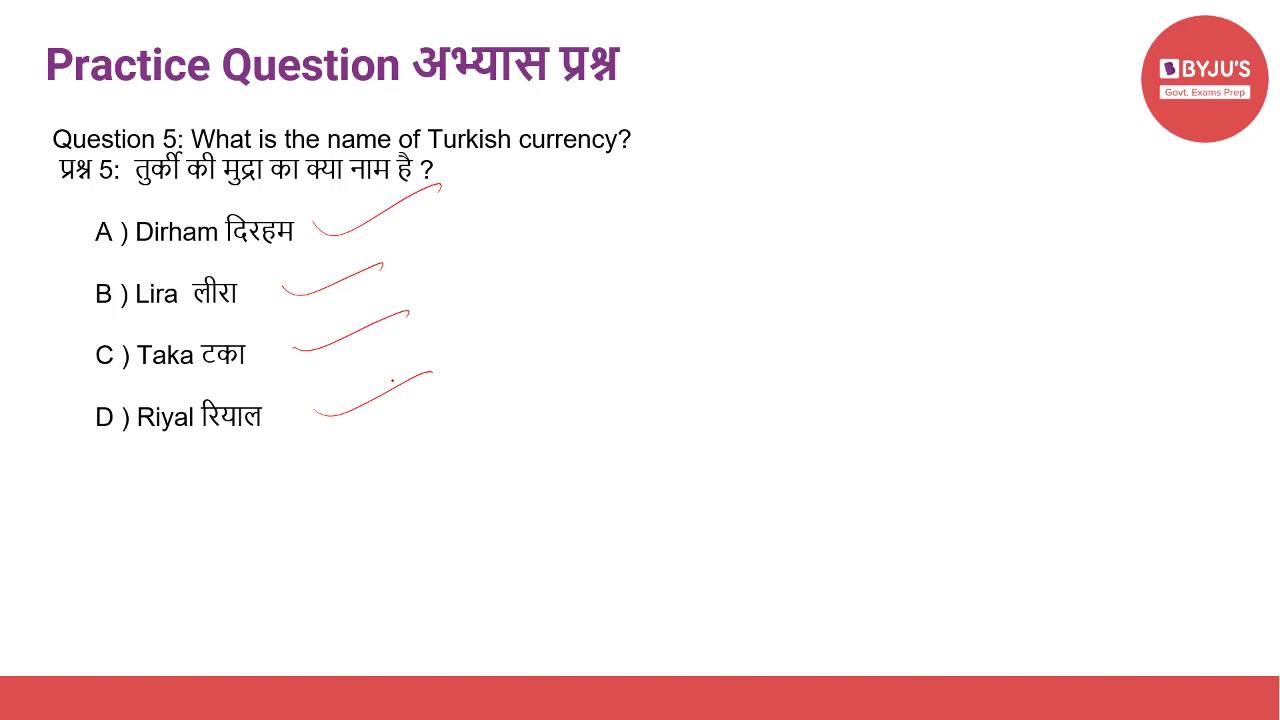 Practice Question अभ्यास प्रश्न
BYJU'S
Govt. Exams Prep
Question 5: What is the name of Turkish currency?
प्रश्न 5: तुर्की की मुद्रा का क्या नाम है ?
A ) Dirham दिरहम
B ) Lira लीरा
C ) Taka टका
D ) Riyal रियाल